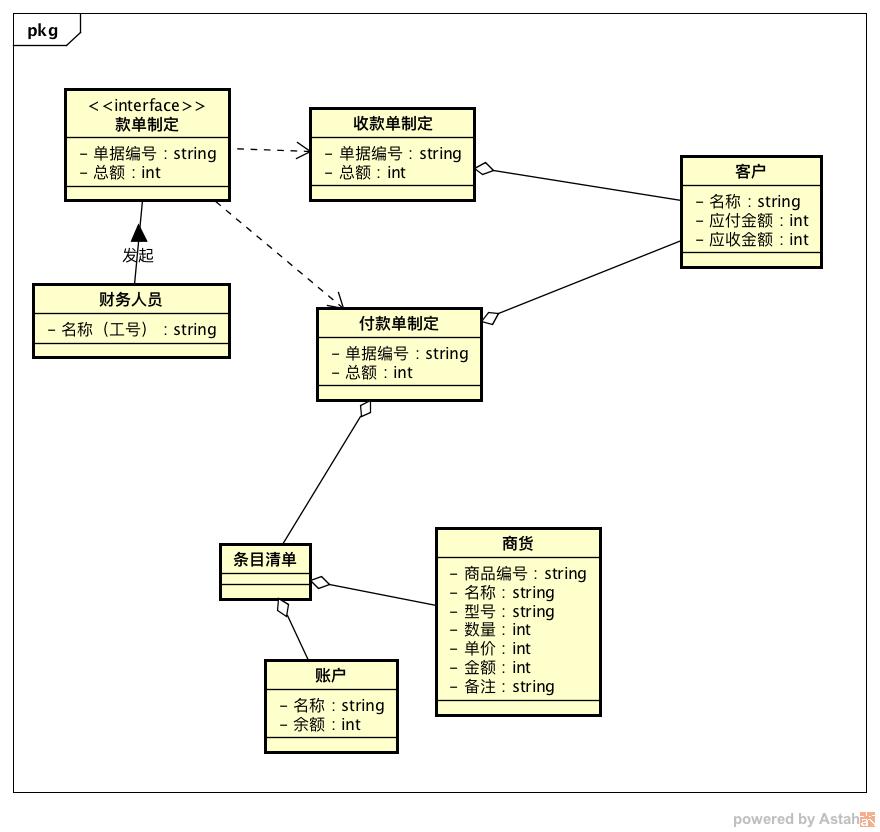 pkg
<<interface>>
款单制定
- 单据编号 : string
- 总额 : int
收款单制定
- 单据编号 : string
- 总额 : int
客户
- 名称 : string
- 应付金额 : int
- 应收金额 : int
发起
财务人员
- 名称（工号） : string
付款单制定
- 单据编号 : string
- 总额 : int
条目清单
商货
- 商品编号 : string
- 名称 : string
- 型号 : string
- 数量 : int
- 单价 : int
- 金额 : int
- 备注 : string
账户
- 名称 : string
- 余额 : int
powered by Astah